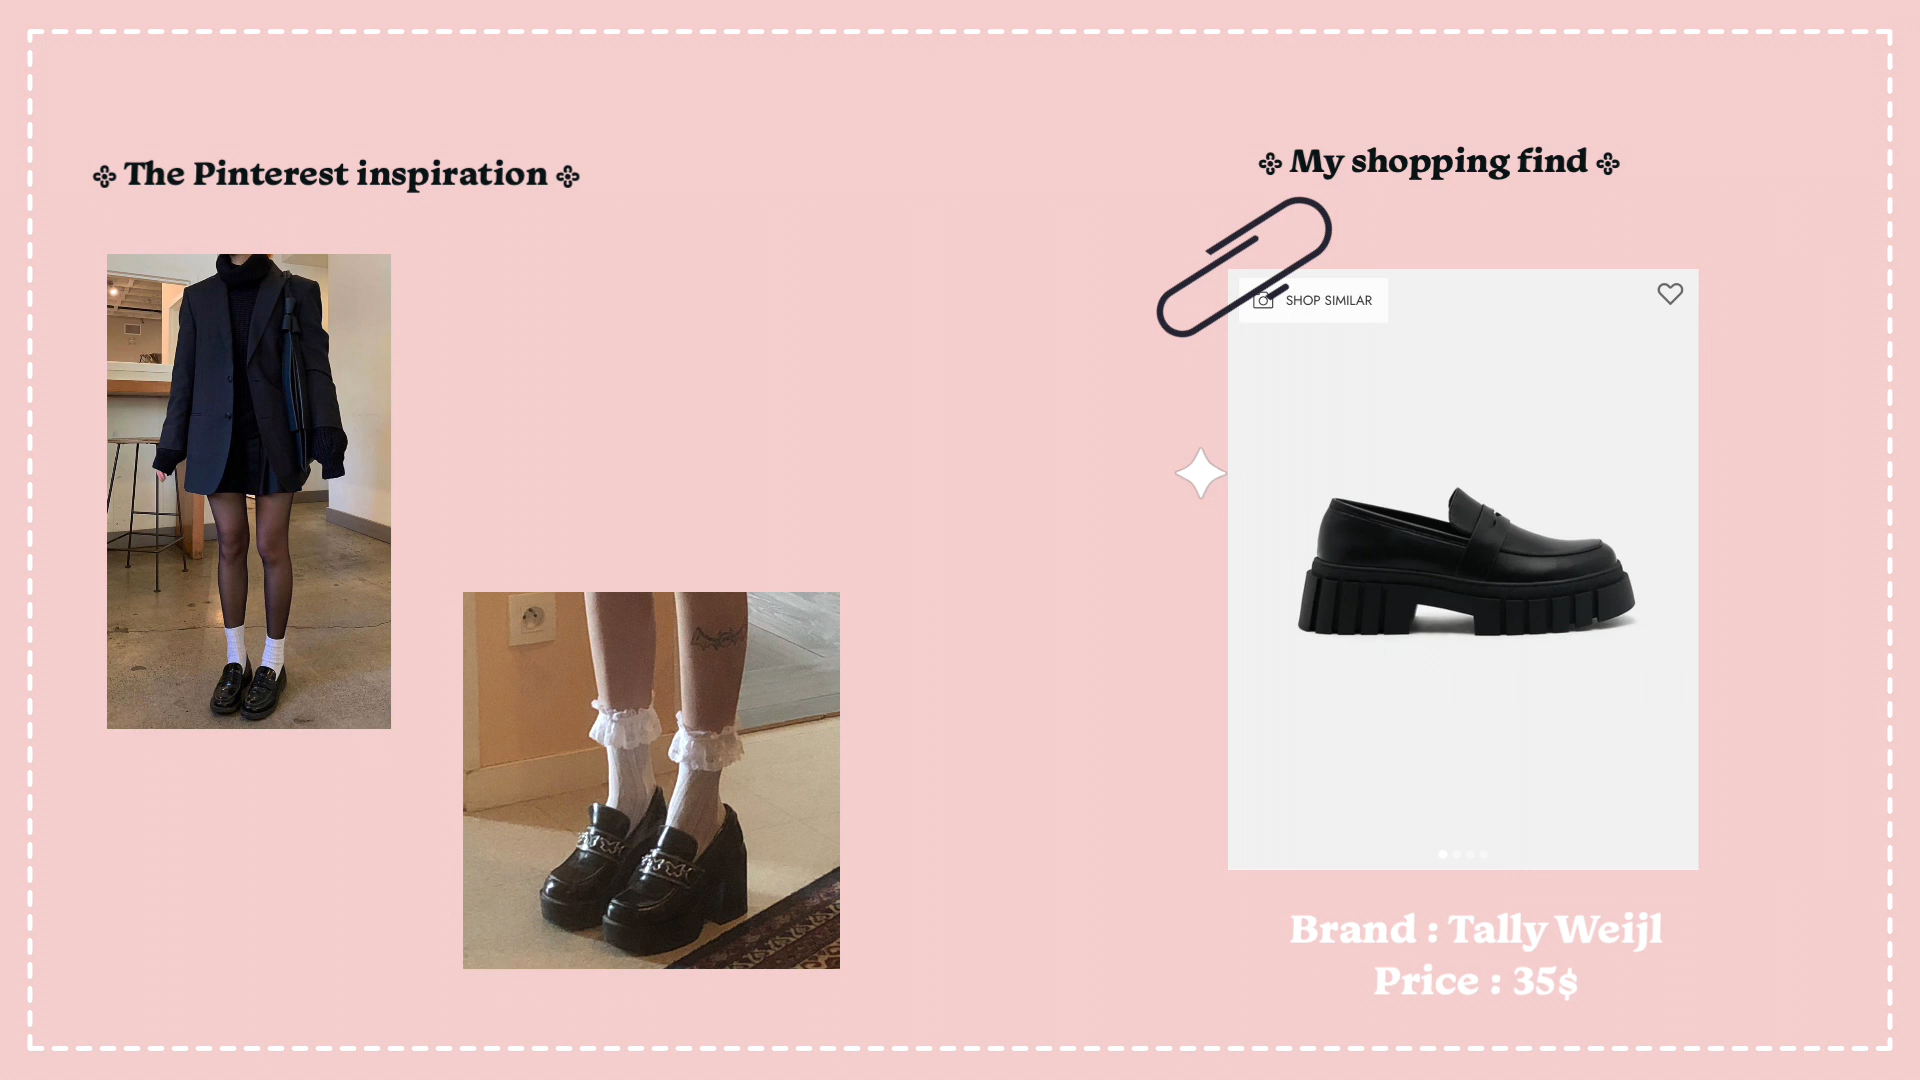 The Pinterest inspiration
My shopping find
SHOP SIMILAR
Brand : Tally Weijl
Price : 35$